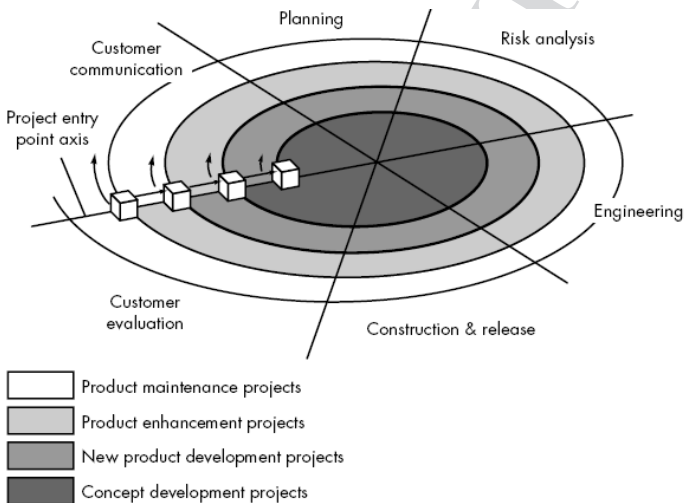 Planning
Risk analysis
Customer
communication
Project entry
point axis
Engineering
Customer
evaluation
Construction & release
Product maintenance projects
Product enhancement projects
New product development projects
Concept development projects